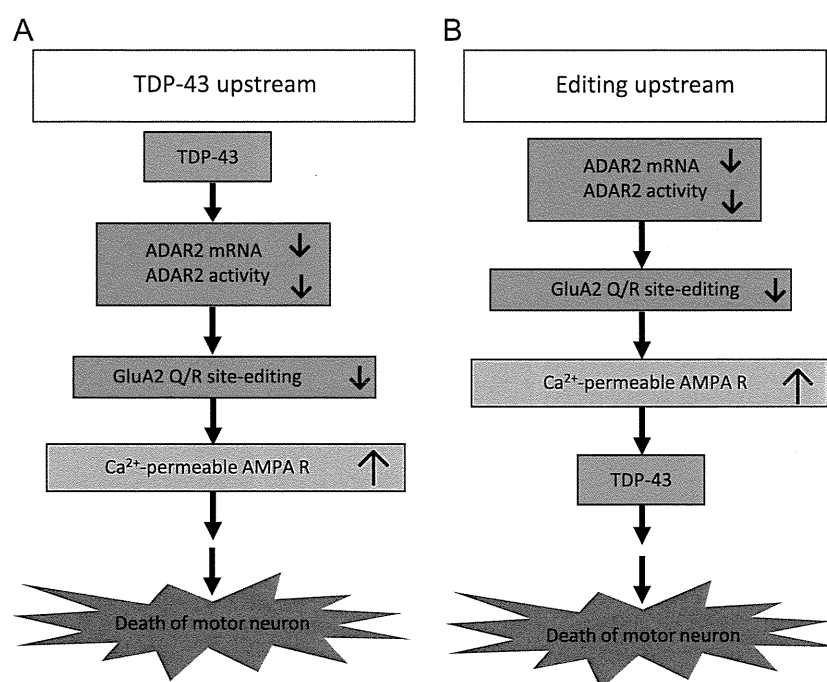 A
TDP-43 upstream
TDP-43
ADAR2 mRNA ↓
ADAR2 activity ↓
GluA2 Q/R site-editing ↓
Ca²⁺-permeable AMPA R ↑
Death of motor neuron
B
Editing upstream
ADAR2 mRNA ↓
ADAR2 activity ↓
GluA2 Q/R site-editing ↓
Ca²⁺-permeable AMPA R ↑
TDP-43
Death of motor neuron